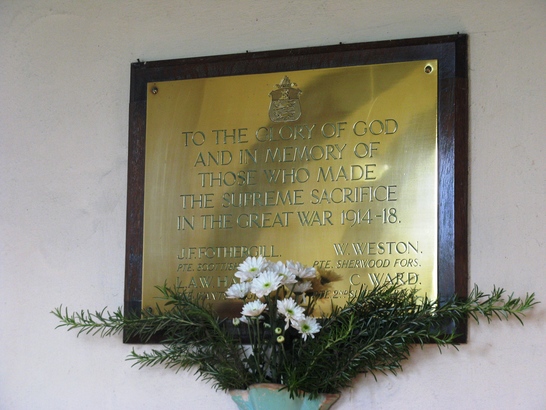 TO THE GLORY OF GOD
AND IN MEMORY OF
THOSE WHO MADE
THE SUPREME SACRIFICE
IN THE GREAT WAR 1914-18.
J.F. FOTHERGILL. W. WESTON.
PTE. PTE. SHERWOOD FORS.
C. WARD.